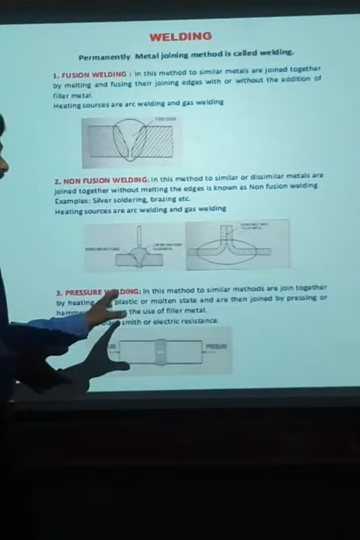 WELDING
Permanently Metal joining method is called welding.
1. FUSION WELDING : In this method to similar metals are joined together
by melting and fusing their joining edges with or without the addition of
filler metal.
Heating sources are arc welding and gas welding
2. NON FUSION WELDING: In this method to similar or dissimilar metals are
joined together without melting the edges is known as Non fusion welding.
Examples: Silver soldering, brazing etc.
Heating sources are arc welding and gas welding
3. PRESSURE WELDING: In this method to similar methods are join together
by heating plastic or molten state and are then joined by pressing or
the use of filler metal.
smith or electric resistance.
PRESSURE